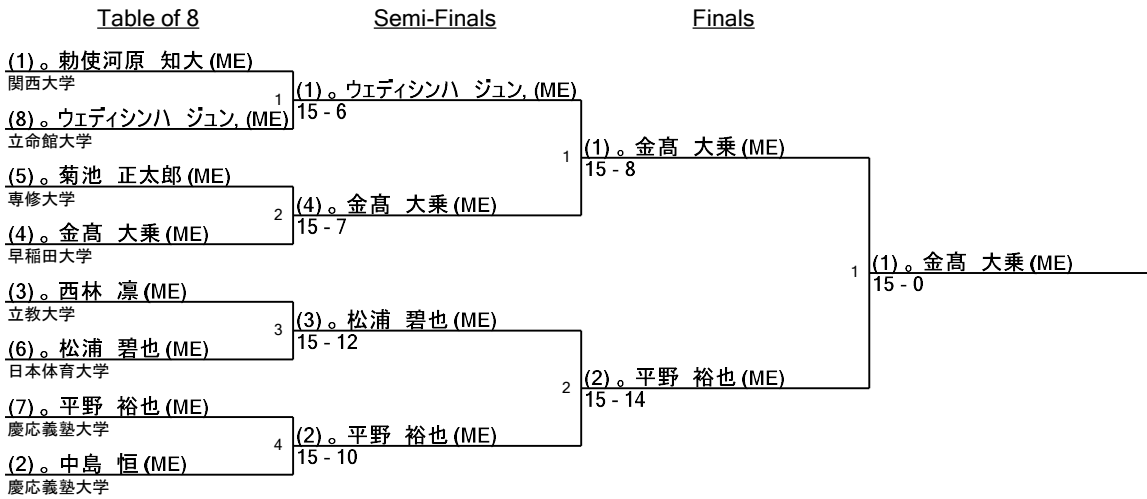 Table of 8
Semi-Finals
Finals
(1) 。勅使河原 知大 (ME)
関西大学
1
(8) 。ウェディシンハ ジュン, (ME)
立命館大学
(5) 。菊池 正太郎 (ME)
専修大学
2
(4) 。金髙 大乗 (ME)
早稲田大学
(3) 。西林 凛 (ME)
立教大学
3
(6) 。松浦 碧也 (ME)
日本体育大学
(7) 。平野 裕也 (ME)
慶応義塾大学
4
(2) 。中島 恒 (ME)
慶応義塾大学
(1) 。ウェディシンハ ジュン, (ME)
15 - 6
1
(4) 。金髙 大乗 (ME)
15 - 7
(3) 。松浦 碧也 (ME)
15 - 12
2
(2) 。平野 裕也 (ME)
15 - 10
(1) 。金髙 大乗 (ME)
15 - 8
1
(2) 。平野 裕也 (ME)
15 - 14
(1) 。金髙 大乗 (ME)
15 - 0